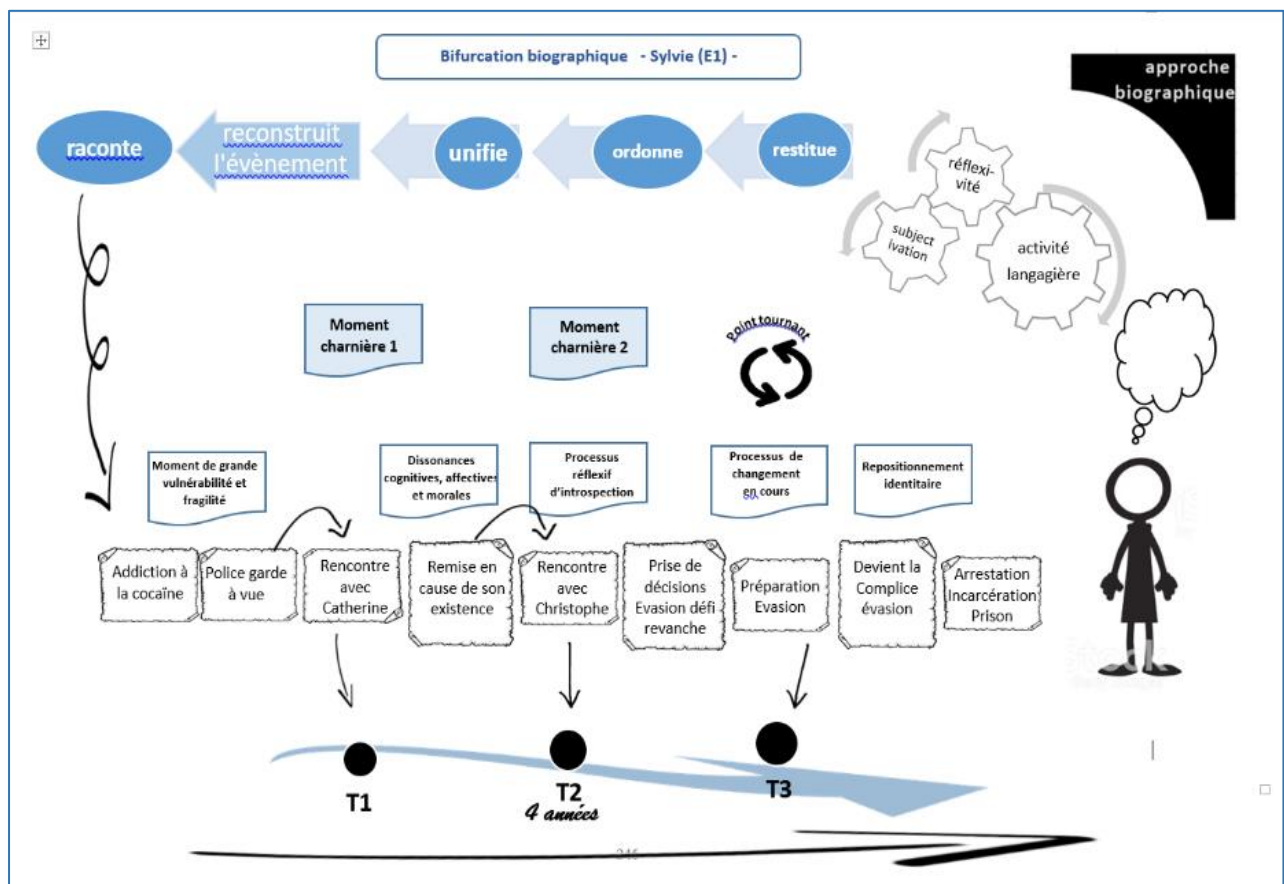 Bifurcation biographique - Sylvie (E1) -
approche
biographique
raconte
reconstruit
l'évènement
unifie
ordonne
restitue
réflexi-
vité
subject
ivation
activité
langagière
Moment
charnière 1
Moment
charnière 2
Point tournant
Moment de grande
vulnérabilité et
fragilité
Dissonances
cognitives, affectives
et morales
Processus
réflexif
d'introspection
Processus de
changement
en cours
Repositionnement
identitaire
Addiction à
la cocaïne
Police garde
à vue
Rencontre
avec
Catherine
Remise en
cause de son
existence
Rencontre
avec
Christophe
Prise de
décisions
Evasion défi
revanche
Préparation
Evasion
Devient la
Complice
évasion
Arrestation
Incarcération
Prison
T1
T2
4 années
T3